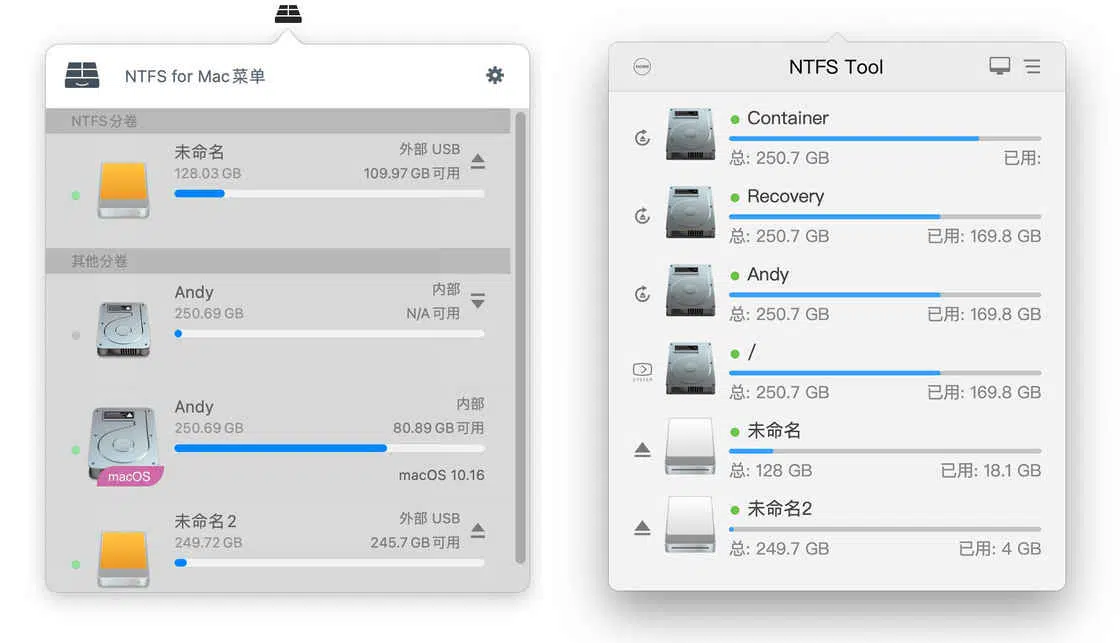 NTFS for Mac菜单
NTFS分卷
未命名
外部 USB
128.03 GB
109.97 GB 可用
其他分卷
Andy
内部
250.69 GB
N/A 可用
Andy
内部
250.69 GB
80.89 GB 可用
macOS
macOS 10.16
未命名 2
外部 USB
249.72 GB
245.7 GB 可用
NTFS Tool
Container
总: 250.7 GB
已用:
Recovery
总: 250.7 GB
已用: 169.8 GB
Andy
总: 250.7 GB
已用: 169.8 GB
/
总: 250.7 GB
已用: 169.8 GB
未命名
总: 128 GB
已用: 18.1 GB
未命名2
总: 249.7 GB
已用: 4 GB